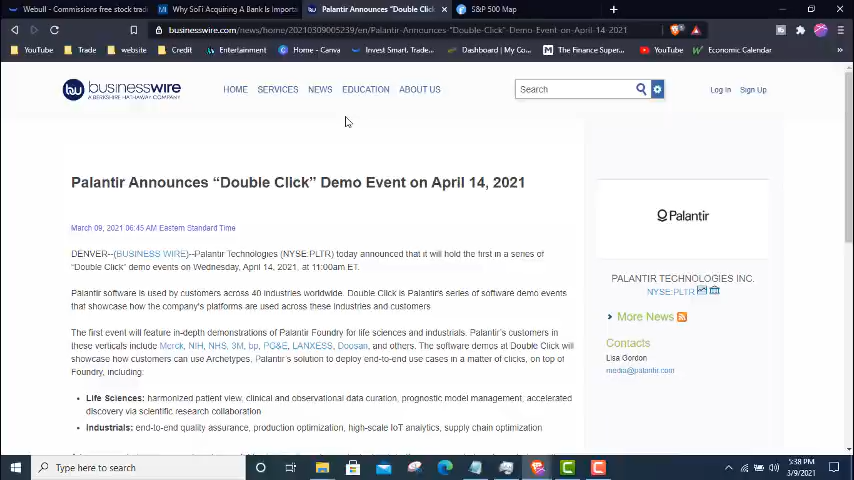 Webull - Commissions free stock trad
Why SoFi Acquiring A Bank Is Importa
Palantir Announces “Double Click”
S&P 500 Map
businesswire.com/news/home/20210309005239/en/Palantir-Announces-"Double-Click"-Demo-Event-on-April-14-2021
YouTube
Trade
website
Credit
Entertainment
Home - Canva
Invest Smart, Trade...
Dashboard | My Co...
The Finance Super...
YouTube
Economic Calendar
businesswire
A BERKSHIRE HATHAWAY COMPANY
HOME SERVICES NEWS EDUCATION ABOUT US
Search
Log In Sign Up
Palantir Announces “Double Click” Demo Event on April 14, 2021
March 09, 2021 06:45 AM Eastern Standard Time
DENVER--(BUSINESS WIRE)--Palantir Technologies (NYSE:PLTR) today announced that it will hold the first in a series of
“Double Click” demo events on Wednesday, April 14, 2021, at 11:00am ET.
Palantir software is used by customers across 40 industries worldwide. Double Click is Palantir's series of software demo events
that showcase how the company's platforms are used across these industries and customers
The first event will feature in-depth demonstrations of Palantir Foundry for life sciences and industrials. Palantir's customers in
these verticals include Merck, NIH, NHS, 3M, bp, PG&E, LANXESS, Doosan, and others. The software demos at Double Click will
showcase how customers can use Archetypes, Palantir's solution to deploy end-to-end use cases in a matter of clicks, on top of
Foundry, including:
• Life Sciences: harmonized patient view, clinical and observational data curation, prognostic model management, accelerated
discovery via scientific research collaboration
• Industrials: end-to-end quality assurance, production optimization, high-scale IoT analytics, supply chain optimization
Palantir
PALANTIR TECHNOLOGIES INC.
NYSE:PLTR
More News
Contacts
Lisa Gordon
media@palantir.com
Type here to search
5:38 PM
3/9/2021